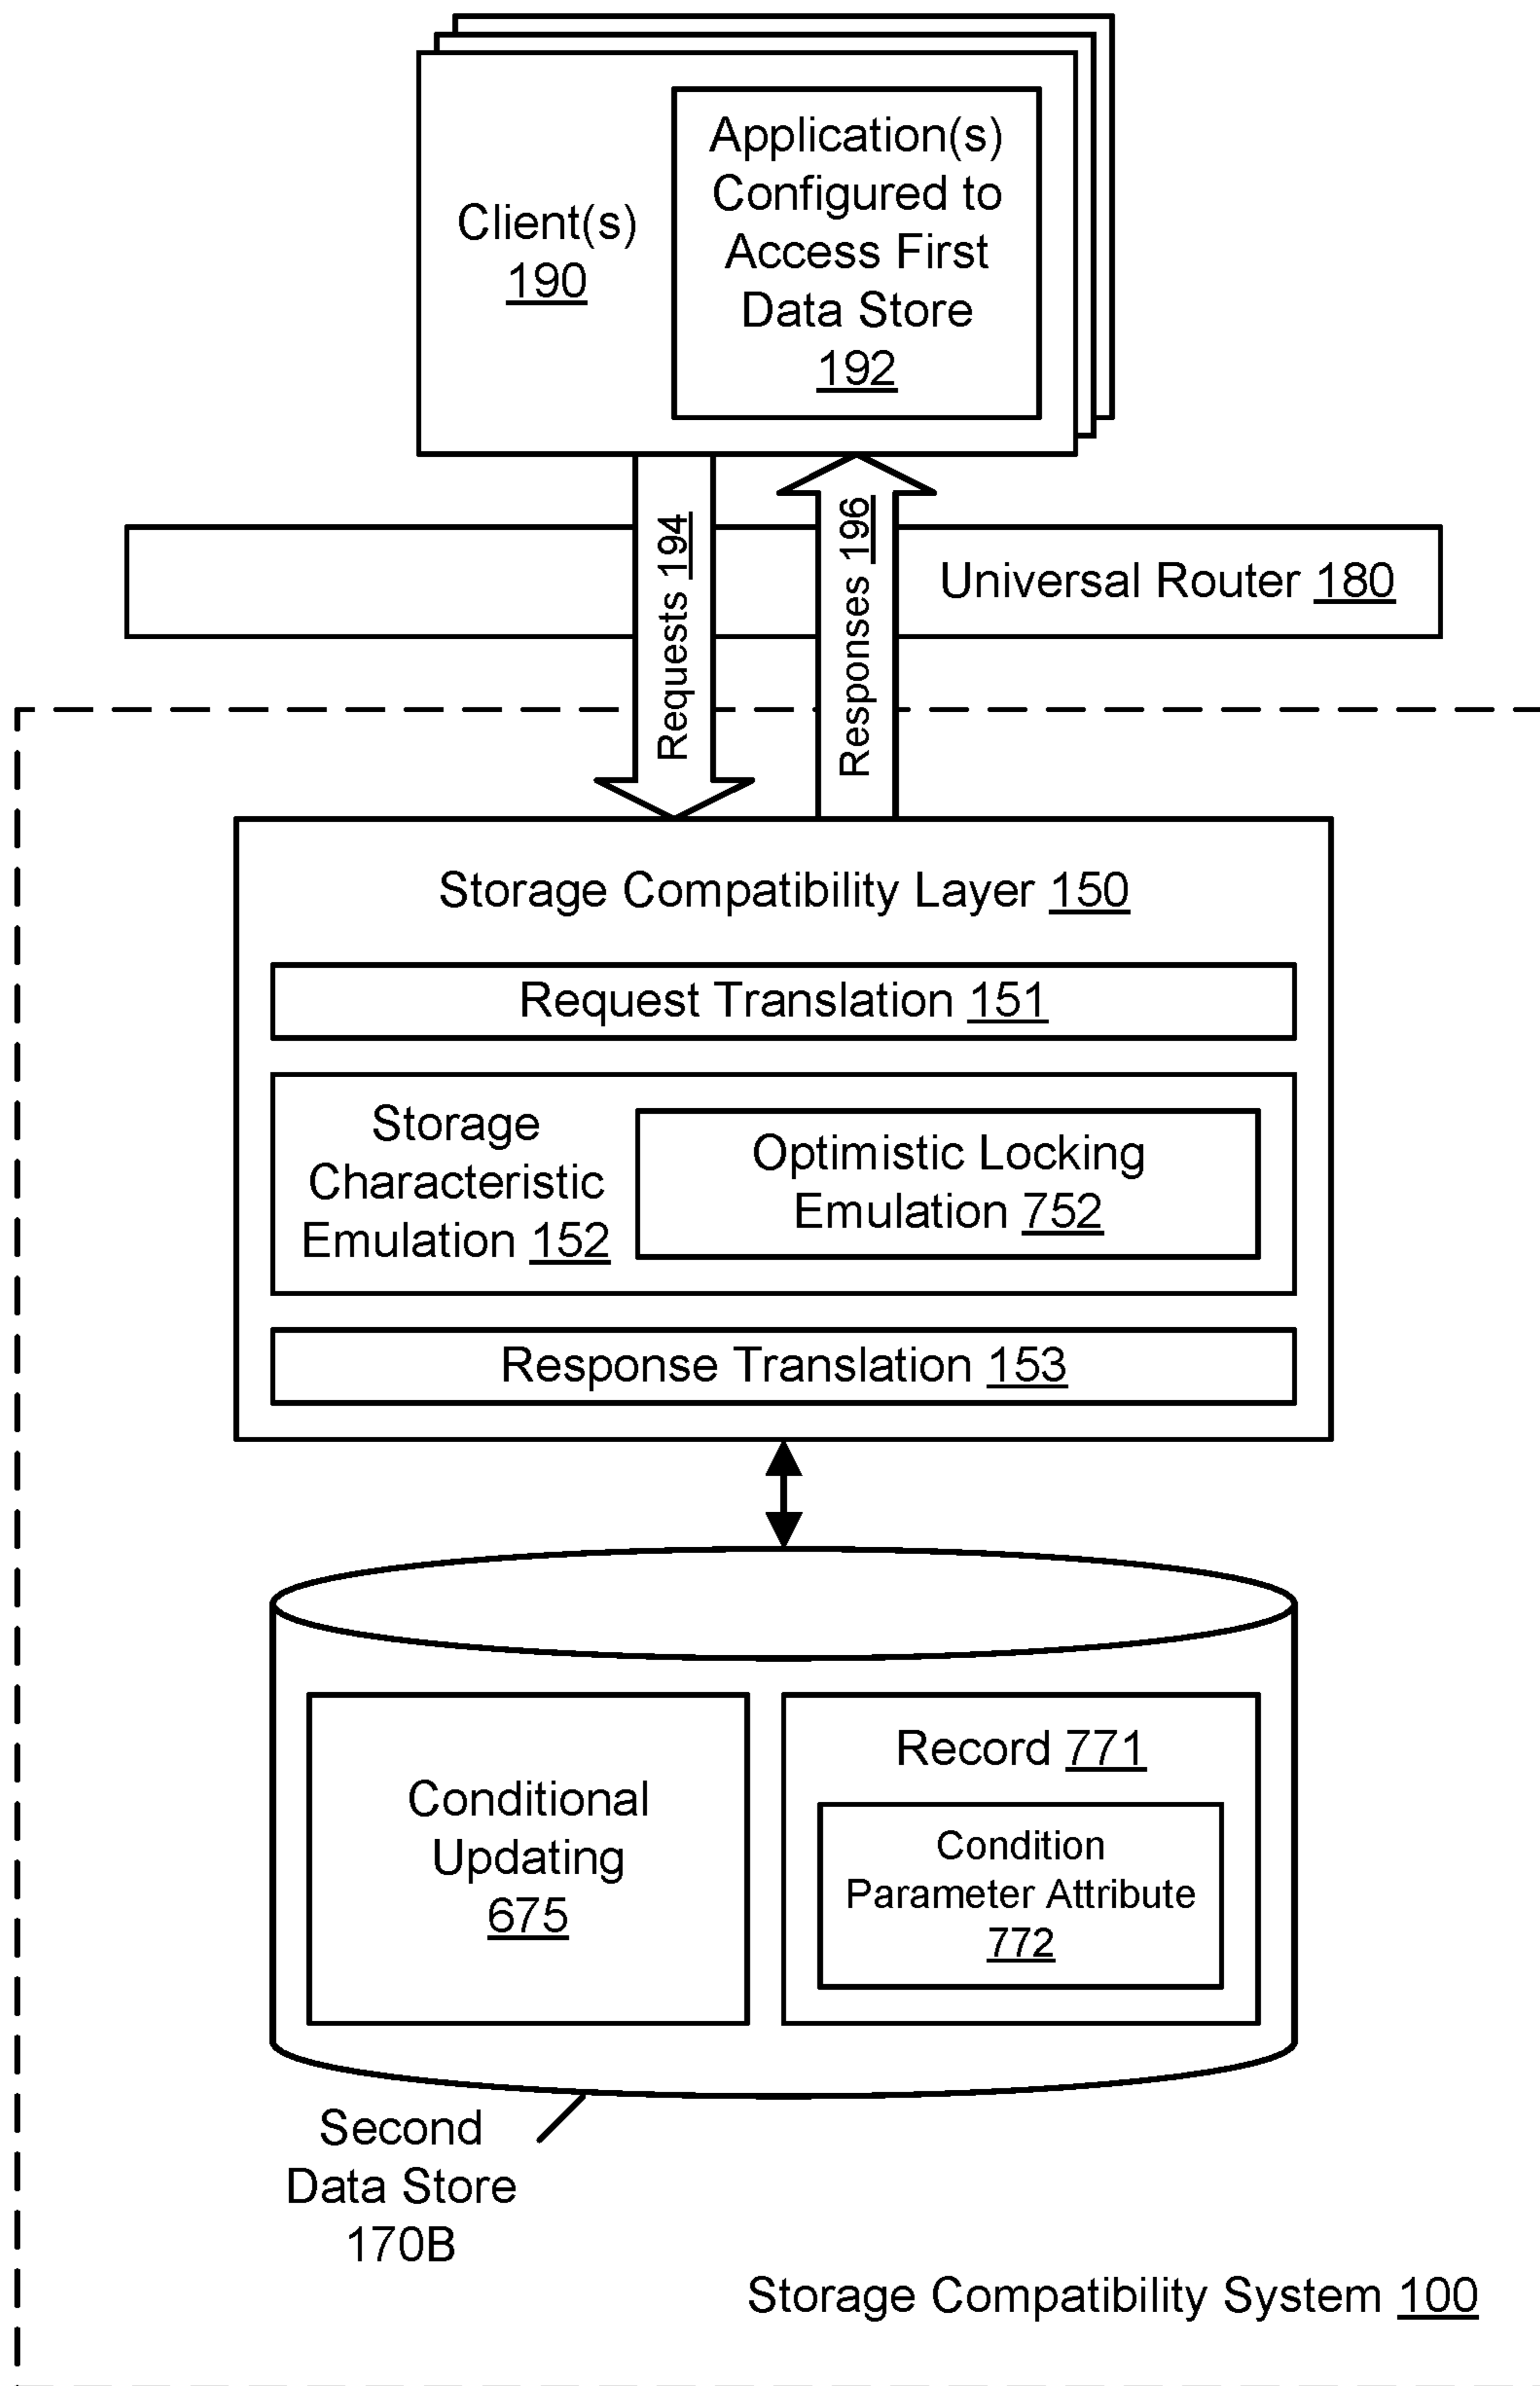 Client(s)
190
Application(s)
Configured to
Access First
Data Store
192
Requests 194
Responses 196
Universal Router 180
Storage Compatibility Layer 150
Request Translation 151
Storage
Characteristic
Emulation 152
Optimistic Locking
Emulation 752
Response Translation 153
Conditional
Updating
675
Record 771
Condition
Parameter Attribute
772
Second
Data Store
170B
Storage Compatibility System 100